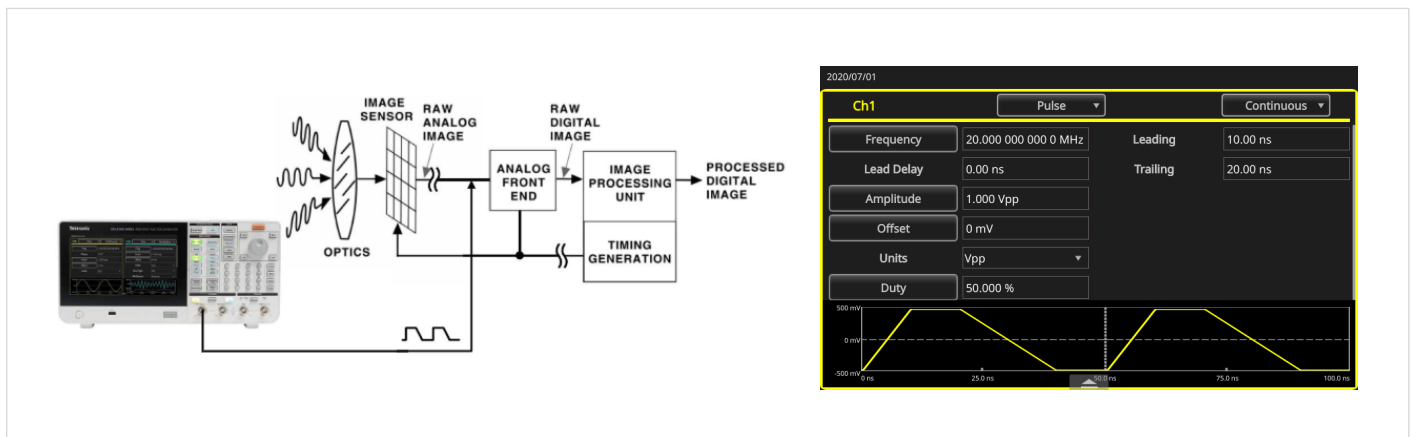 IMAGE
SENSOR
RAW
ANALOG
IMAGE
RAW
DIGITAL
IMAGE
ANALOG
FRONT
END
IMAGE
PROCESSING
UNIT
PROCESSED
DIGITAL
IMAGE
OPTICS
TIMING
GENERATION
Tektronix
2020/07/01
Ch1 Pulse Continuous
Frequency 20.000 000 000 0 MHz Leading 10.00 ns
Lead Delay 0.00 ns Trailing 20.00 ns
Amplitude 1.000 Vpp
Offset 0 mV
Units Vpp
Duty 50.000 %
500 mV
0 mV
-500 mV
0 ns 25.0 ns 50.0 ns 75.0 ns 100.0 ns